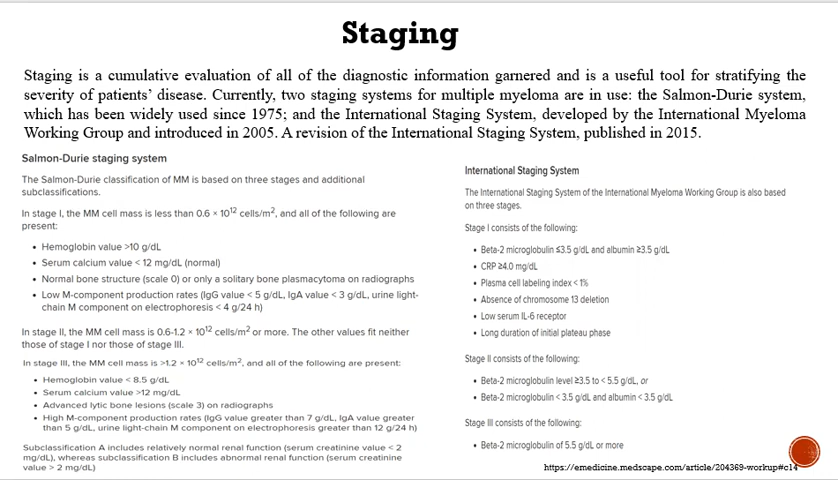 Staging
Staging is a cumulative evaluation of all of the diagnostic information garnered and is a useful tool for stratifying the
severity of patients' disease. Currently, two staging systems for multiple myeloma are in use: the Salmon-Durie system,
which has been widely used since 1975; and the International Staging System, developed by the International Myeloma
Working Group and introduced in 2005. A revision of the International Staging System, published in 2015.
Salmon-Durie staging system
The Salmon-Durie classification of MM is based on three stages and additional
subclassifications.
In stage I, the MM cell mass is less than 0.6 × 10¹² cells/m², and all of the following are
present:
• Hemoglobin value >10 g/dL
• Serum calcium value < 12 mg/dL (normal)
• Normal bone structure (scale 0) or only a solitary bone plasmacytoma on radiographs
• Low M-component production rates (IgG value < 5 g/dL, IgA value < 3 g/dL, urine light-
chain M component on electrophoresis < 4 g/24 h)
In stage II, the MM cell mass is 0.6-1.2 × 10¹² cells/m² or more. The other values fit neither
those of stage I nor those of stage III.
In stage III, the MM cell mass is >1.2 × 10¹² cells/m², and all of the following are present:
• Hemoglobin value < 8.5 g/dL
• Serum calcium value >12 mg/dL
• Advanced lytic bone lesions (scale 3) on radiographs
• High M-component production rates (IgG value greater than 7 g/dL, IgA value greater
than 5 g/dL, urine light-chain M component on electrophoresis greater than 12 g/24 h)
Subclassification A includes relatively normal renal function (serum creatinine value < 2
mg/dL), whereas subclassification B includes abnormal renal function (serum creatinine
value > 2 mg/dL)
International Staging System
The International Staging System of the International Myeloma Working Group is also based
on three stages.
Stage I consists of the following:
• Beta-2 microglobulin ≤3.5 g/dL and albumin ≥3.5 g/dL
• CRP ≥4.0 mg/dL
• Plasma cell labeling index < 1%
• Absence of chromosome 13 deletion
• Low serum IL-6 receptor
• Long duration of initial plateau phase
Stage II consists of the following:
• Beta-2 microglobulin level ≥3.5 to < 5.5 g/dL, or
• Beta-2 microglobulin < 3.5 g/dL and albumin < 3.5 g/dL
Stage III consists of the following:
• Beta-2 microglobulin of 5.5 g/dL or more
https://emedicine.medscape.com/article/204369-workup#c14